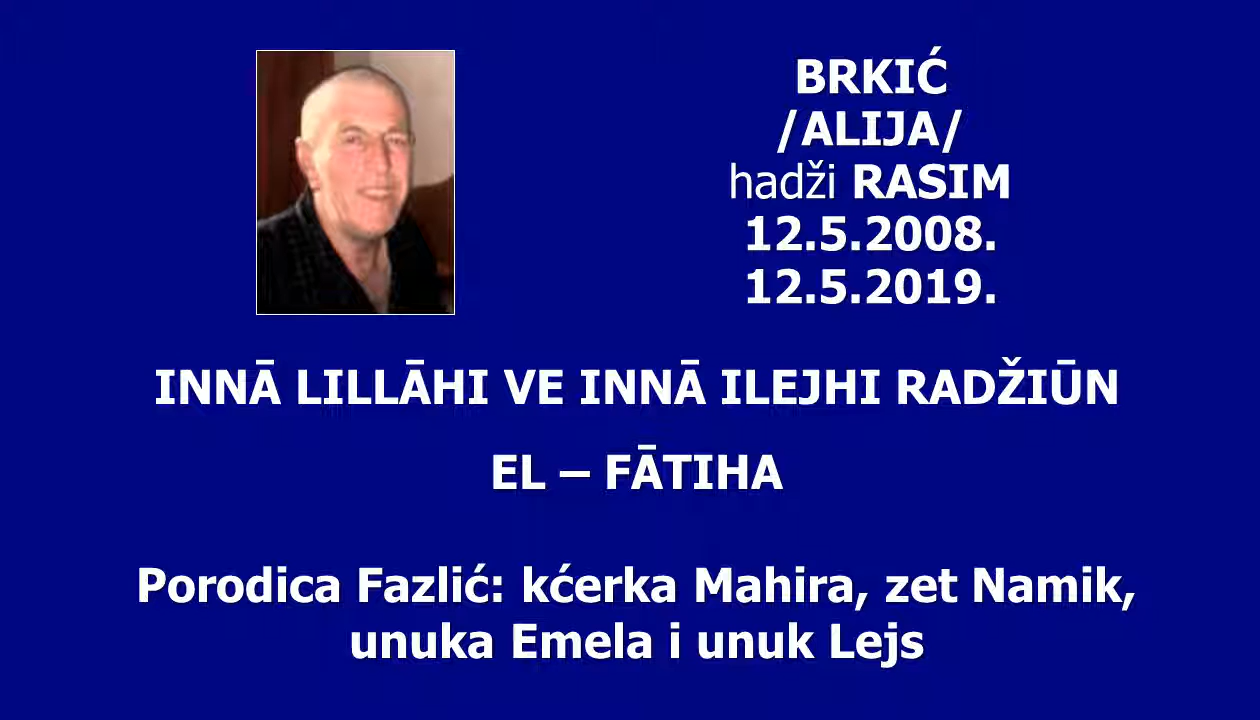 BRKIĆ
/ALIJA/
hadži RASIM
12.5.2008.
12.5.2019.
INNĀ LILLĀHI VE INNĀ ILEJHI RADŽIŪN
EL – FĀTIHA
Porodica Fazlić: kćerka Mahira, zet Namik,
unuka Emela i unuk Lejs